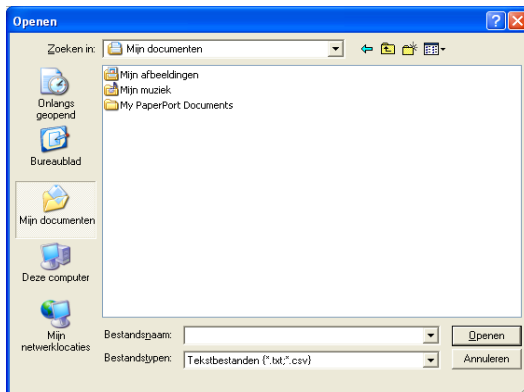 Openen
Zoeken in:
Mijn documenten
Mijn afbeeldingen
Mijn muziek
My PaperPort Documents
Onlangs
geopend
Bureaublad
Mijn documenten
Deze computer
Mijn
netwerklocaties
Bestandsnaam:
Openen
Bestandstypen:
Tekstbestanden (*.txt;*.csv)
Annuleren